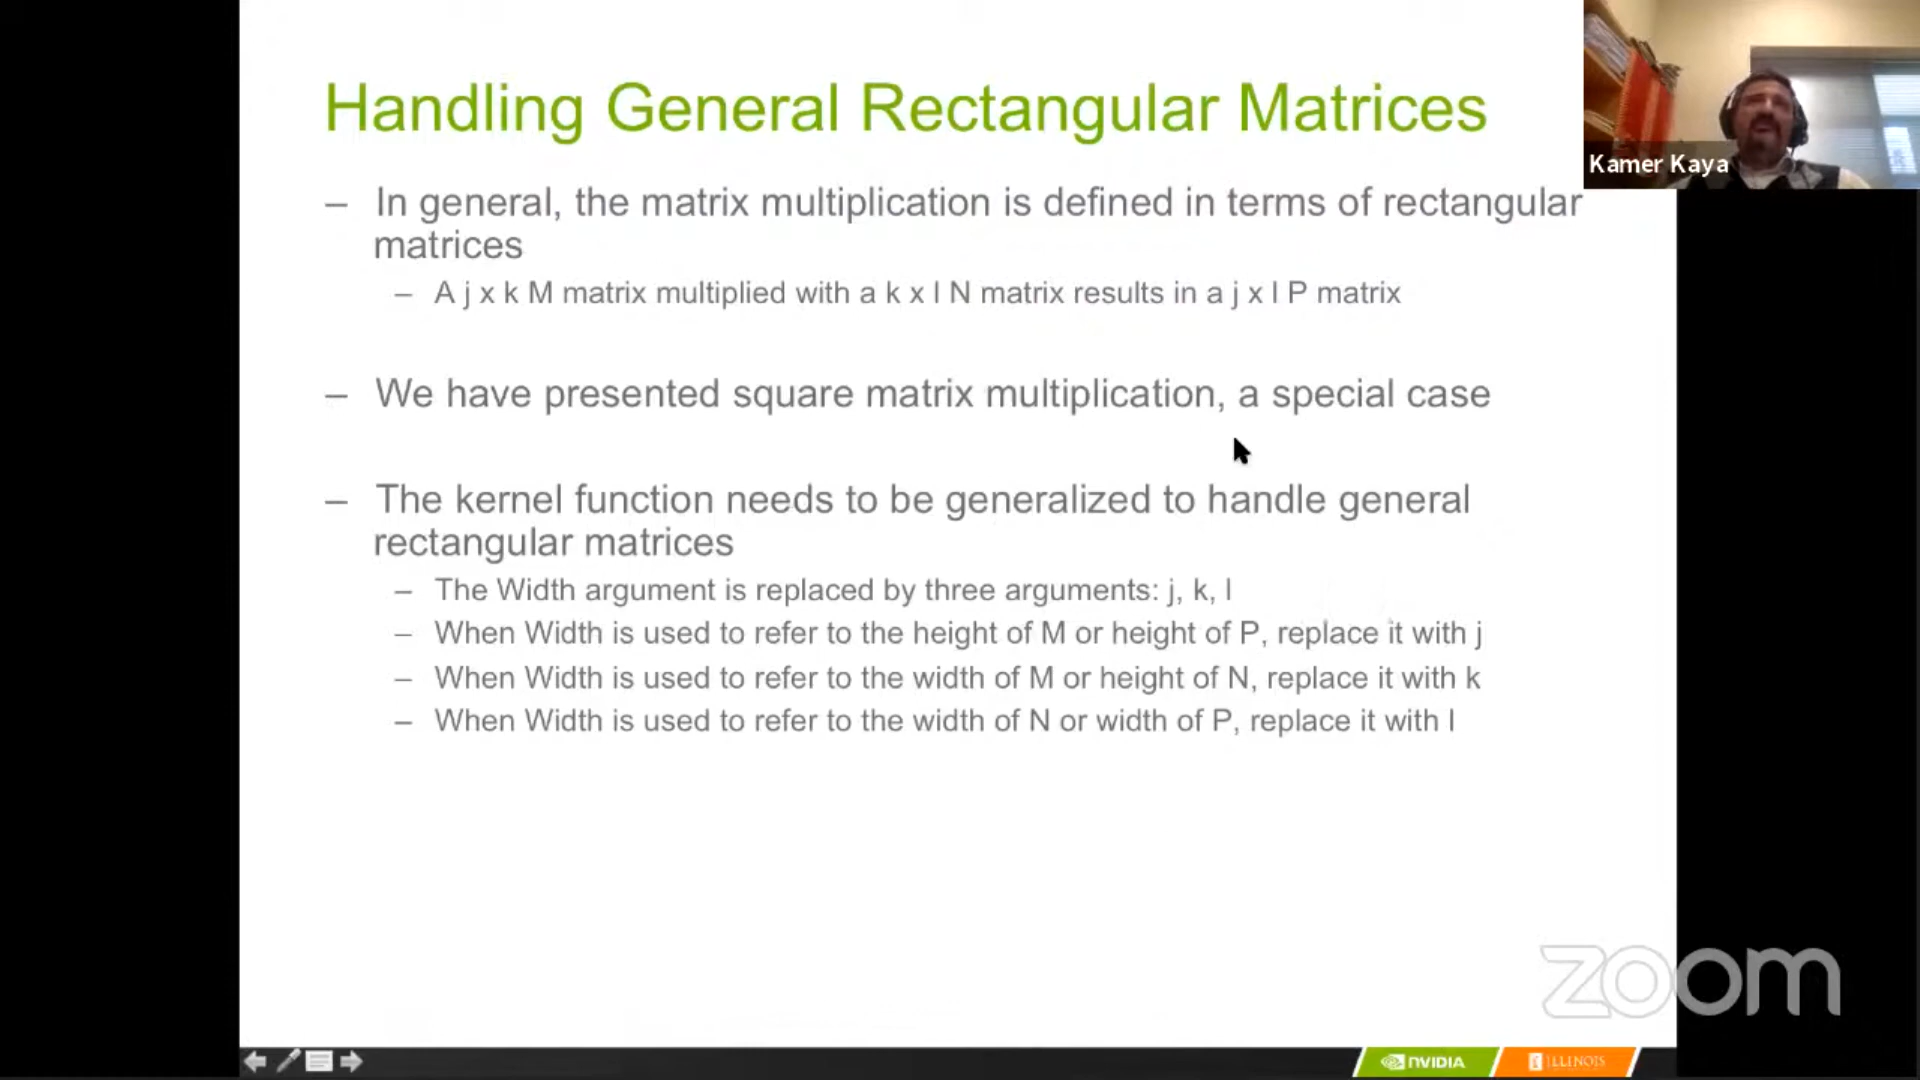 Handling General Rectangular Matrices
Kamer Kaya
– In general, the matrix multiplication is defined in terms of rectangular
matrices
– A j x k M matrix multiplied with a k x l N matrix results in a j x l P matrix
– We have presented square matrix multiplication, a special case
– The kernel function needs to be generalized to handle general
rectangular matrices
– The Width argument is replaced by three arguments: j, k, l
– When Width is used to refer to the height of M or height of P, replace it with j
– When Width is used to refer to the width of M or height of N, replace it with k
– When Width is used to refer to the width of N or width of P, replace it with l
zoom
NVIDIA
ILLINOIS